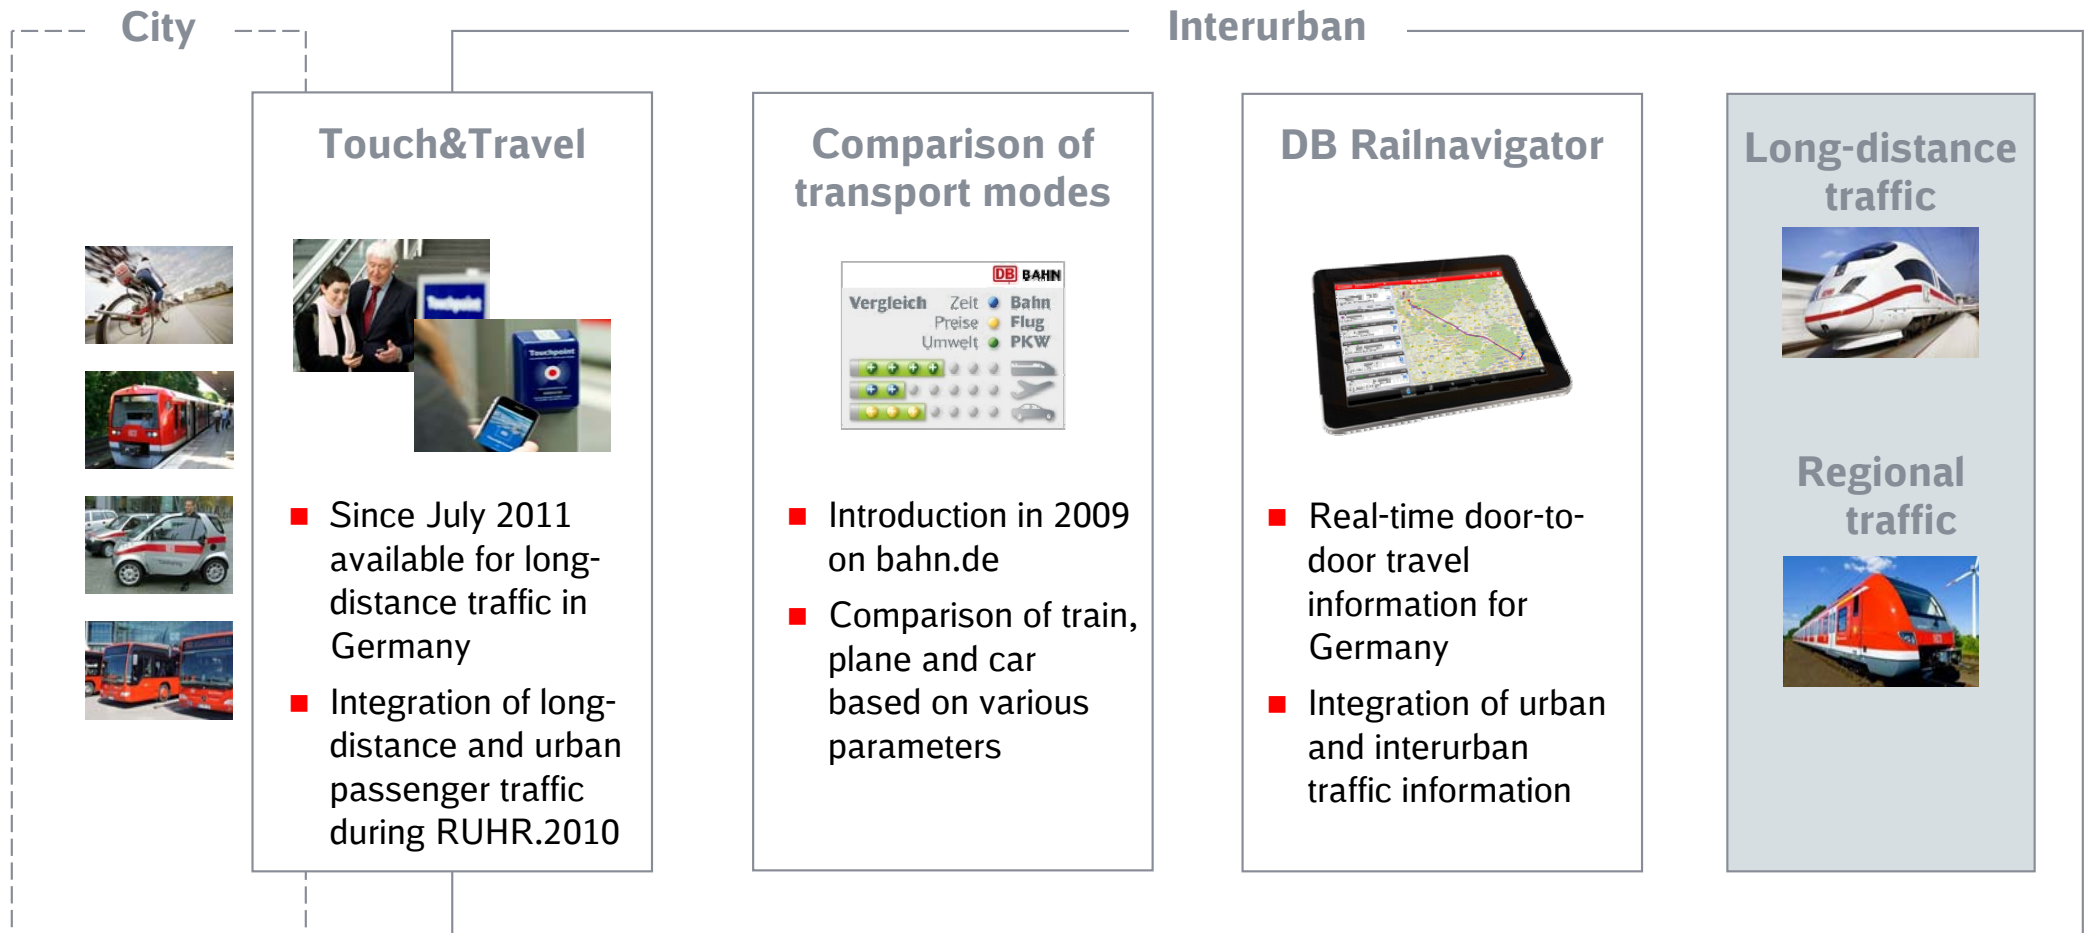 City
Interurban
Touch&Travel
Touchpoint
Touchpoint
■ Since July 2011
available for long-
distance traffic in
Germany
■ Integration of long-
distance and urban
passenger traffic
during RUHR.2010
Comparison of
transport modes
DB BAHN
Vergleich Zeit Bahn
Preise Flug
Umwelt PKW
■ Introduction in 2009
on bahn.de
■ Comparison of train,
plane and car
based on various
parameters
DB Railnavigator
■ Real-time door-to-
door travel
information for
Germany
■ Integration of urban
and interurban
traffic information
Long-distance
traffic
Regional
traffic